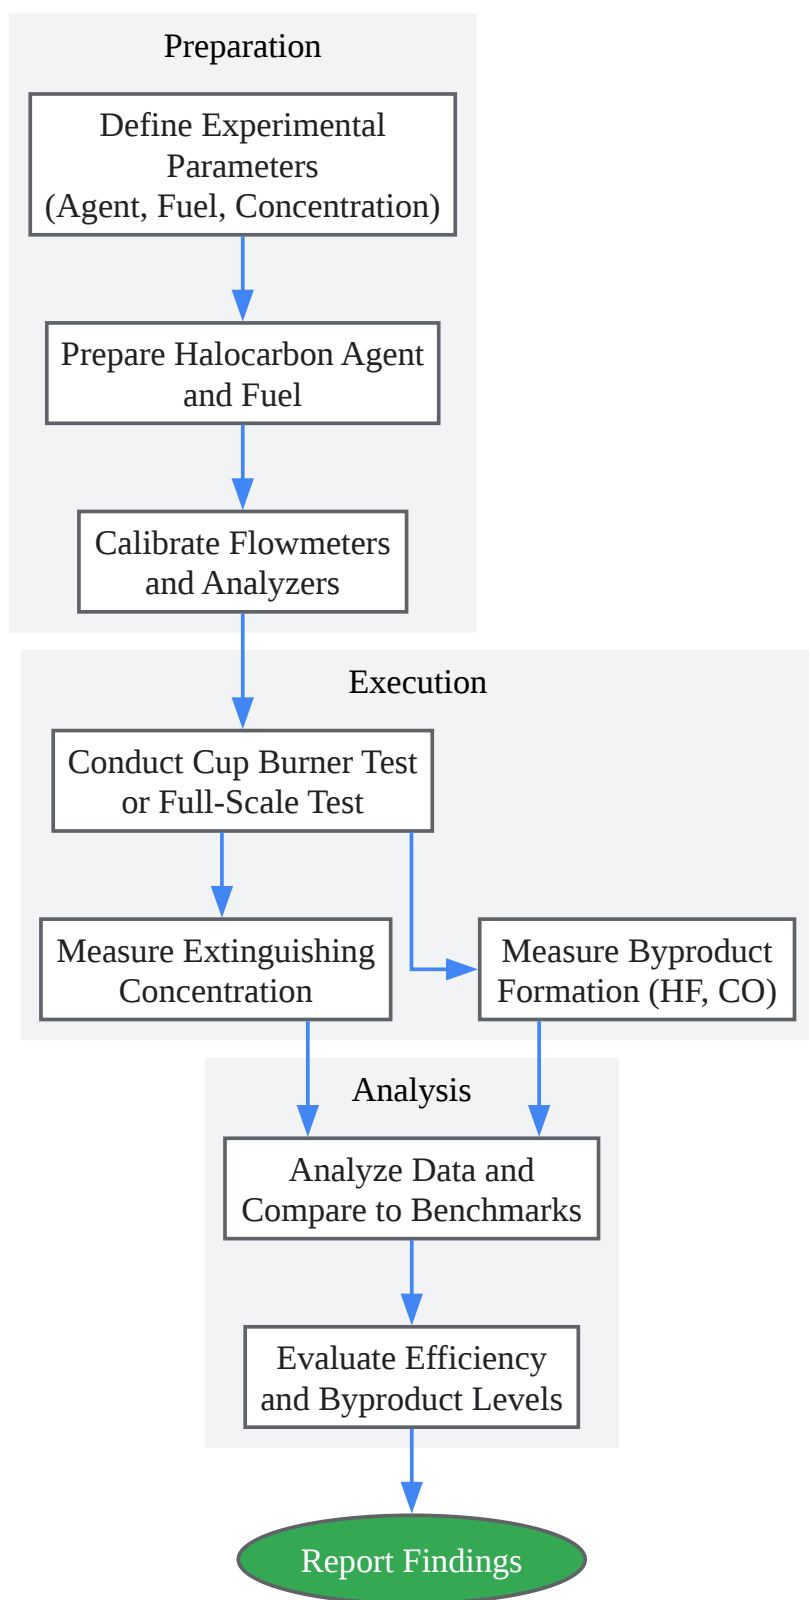 Preparation
Define Experimental
Parameters
(Agent, Fuel, Concentration)
Prepare Halocarbon Agent
and Fuel
Calibrate Flowmeters
and Analyzers
Execution
Conduct Cup Burner Test
or Full-Scale Test
Measure Extinguishing
Concentration
Measure Byproduct
Formation (HF, CO)
Analysis
Analyze Data and
Compare to Benchmarks
Evaluate Efficiency
and Byproduct Levels
Report Findings